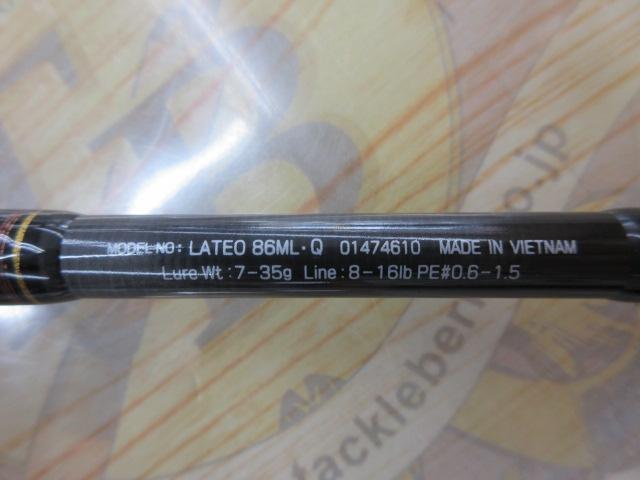 MODEL NO: LATEO 86ML·Q 01474610 MADE IN VIETNAM
Lure Wt:7-35g Line:8-16lb PE#0.6-1.5